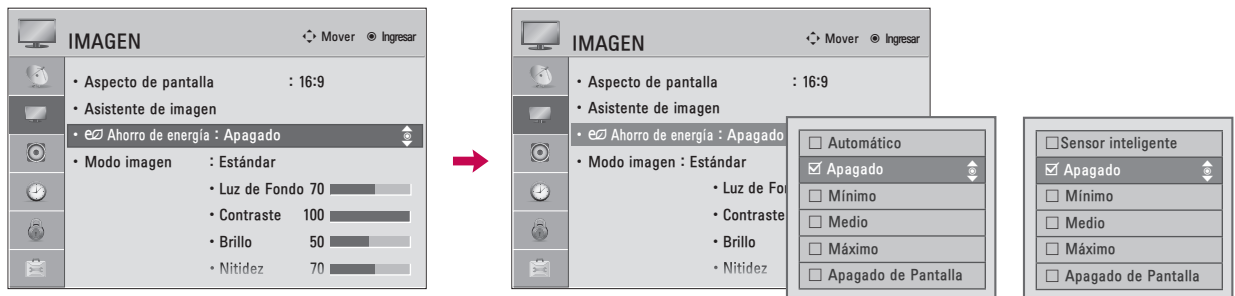 IMAGEN Mover Ingresar
• Aspecto de pantalla : 16:9
• Asistente de imagen
• Ahorro de energía : Apagado
• Modo imagen : Estándar
• Luz de Fondo 70
• Contraste 100
• Brillo 50
• Nitidez 70
IMAGEN Mover Ingresar
• Aspecto de pantalla : 16:9
• Asistente de imagen
• Ahorro de energía : Apagado
• Modo imagen : Estándar
• Luz de Fo
• Contraste
• Brillo
• Nitidez
☐ Automático
☑ Apagado
☐ Mínimo
☐ Medio
☐ Máximo
☐ Apagado de Pantalla
☐ Sensor inteligente
☑ Apagado
☐ Mínimo
☐ Medio
☐ Máximo
☐ Apagado de Pantalla